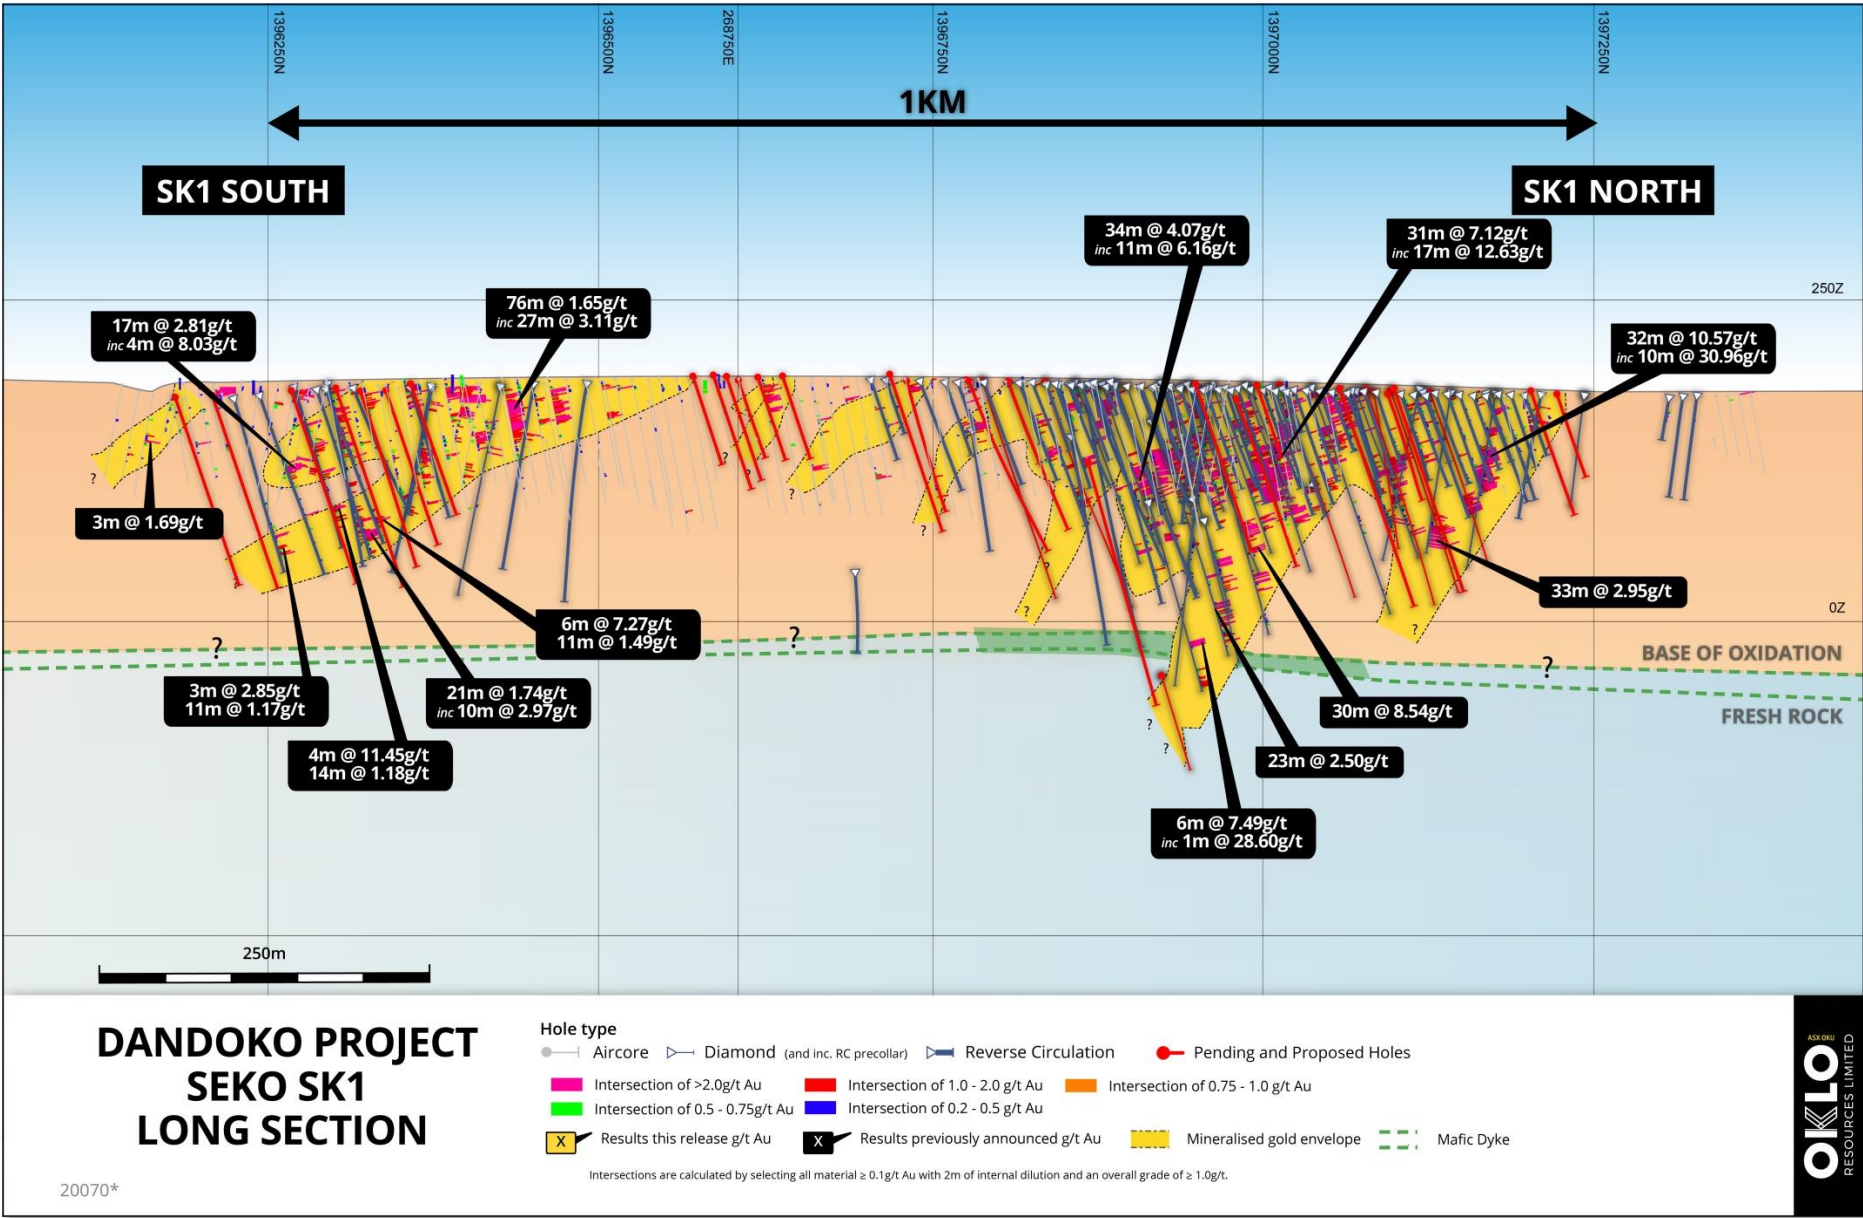 1396250N
1396500N
268750E
1396750N
1397000N
1397250N
1KM
SK1 SOUTH
SK1 NORTH
34m @ 4.07g/t
inc 11m @ 6.16g/t
31m @ 7.12g/t
inc 17m @ 12.63g/t
250Z
76m @ 1.65g/t
inc 27m @ 3.11g/t
17m @ 2.81g/t
inc 4m @ 8.03g/t
32m @ 10.57g/t
inc 10m @ 30.96g/t
?
?
?
?
?
3m @ 1.69g/t
?
?
?
?
33m @ 2.95g/t
0Z
6m @ 7.27g/t
11m @ 1.49g/t
?
?
?
BASE OF OXIDATION
3m @ 2.85g/t
11m @ 1.17g/t
21m @ 1.74g/t
inc 10m @ 2.97g/t
30m @ 8.54g/t
FRESH ROCK
?
?
4m @ 11.45g/t
14m @ 1.18g/t
23m @ 2.50g/t
6m @ 7.49g/t
inc 1m @ 28.60g/t
250m
DANDOKO PROJECT
SEKO SK1
LONG SECTION
20070*
Hole type
Aircore
Diamond (and inc. RC precollar)
Reverse Circulation
Pending and Proposed Holes
Intersection of >2.0g/t Au
Intersection of 1.0 - 2.0 g/t Au
Intersection of 0.75 - 1.0 g/t Au
Intersection of 0.5 - 0.75g/t Au
Intersection of 0.2 - 0.5 g/t Au
X Results this release g/t Au
X Results previously announced g/t Au
Mineralised gold envelope
Mafic Dyke
Intersections are calculated by selecting all material ≥ 0.1g/t Au with 2m of internal dilution and an overall grade of ≥ 1.0g/t.
ASX:OKU
OKLO
RESOURCES LIMITED